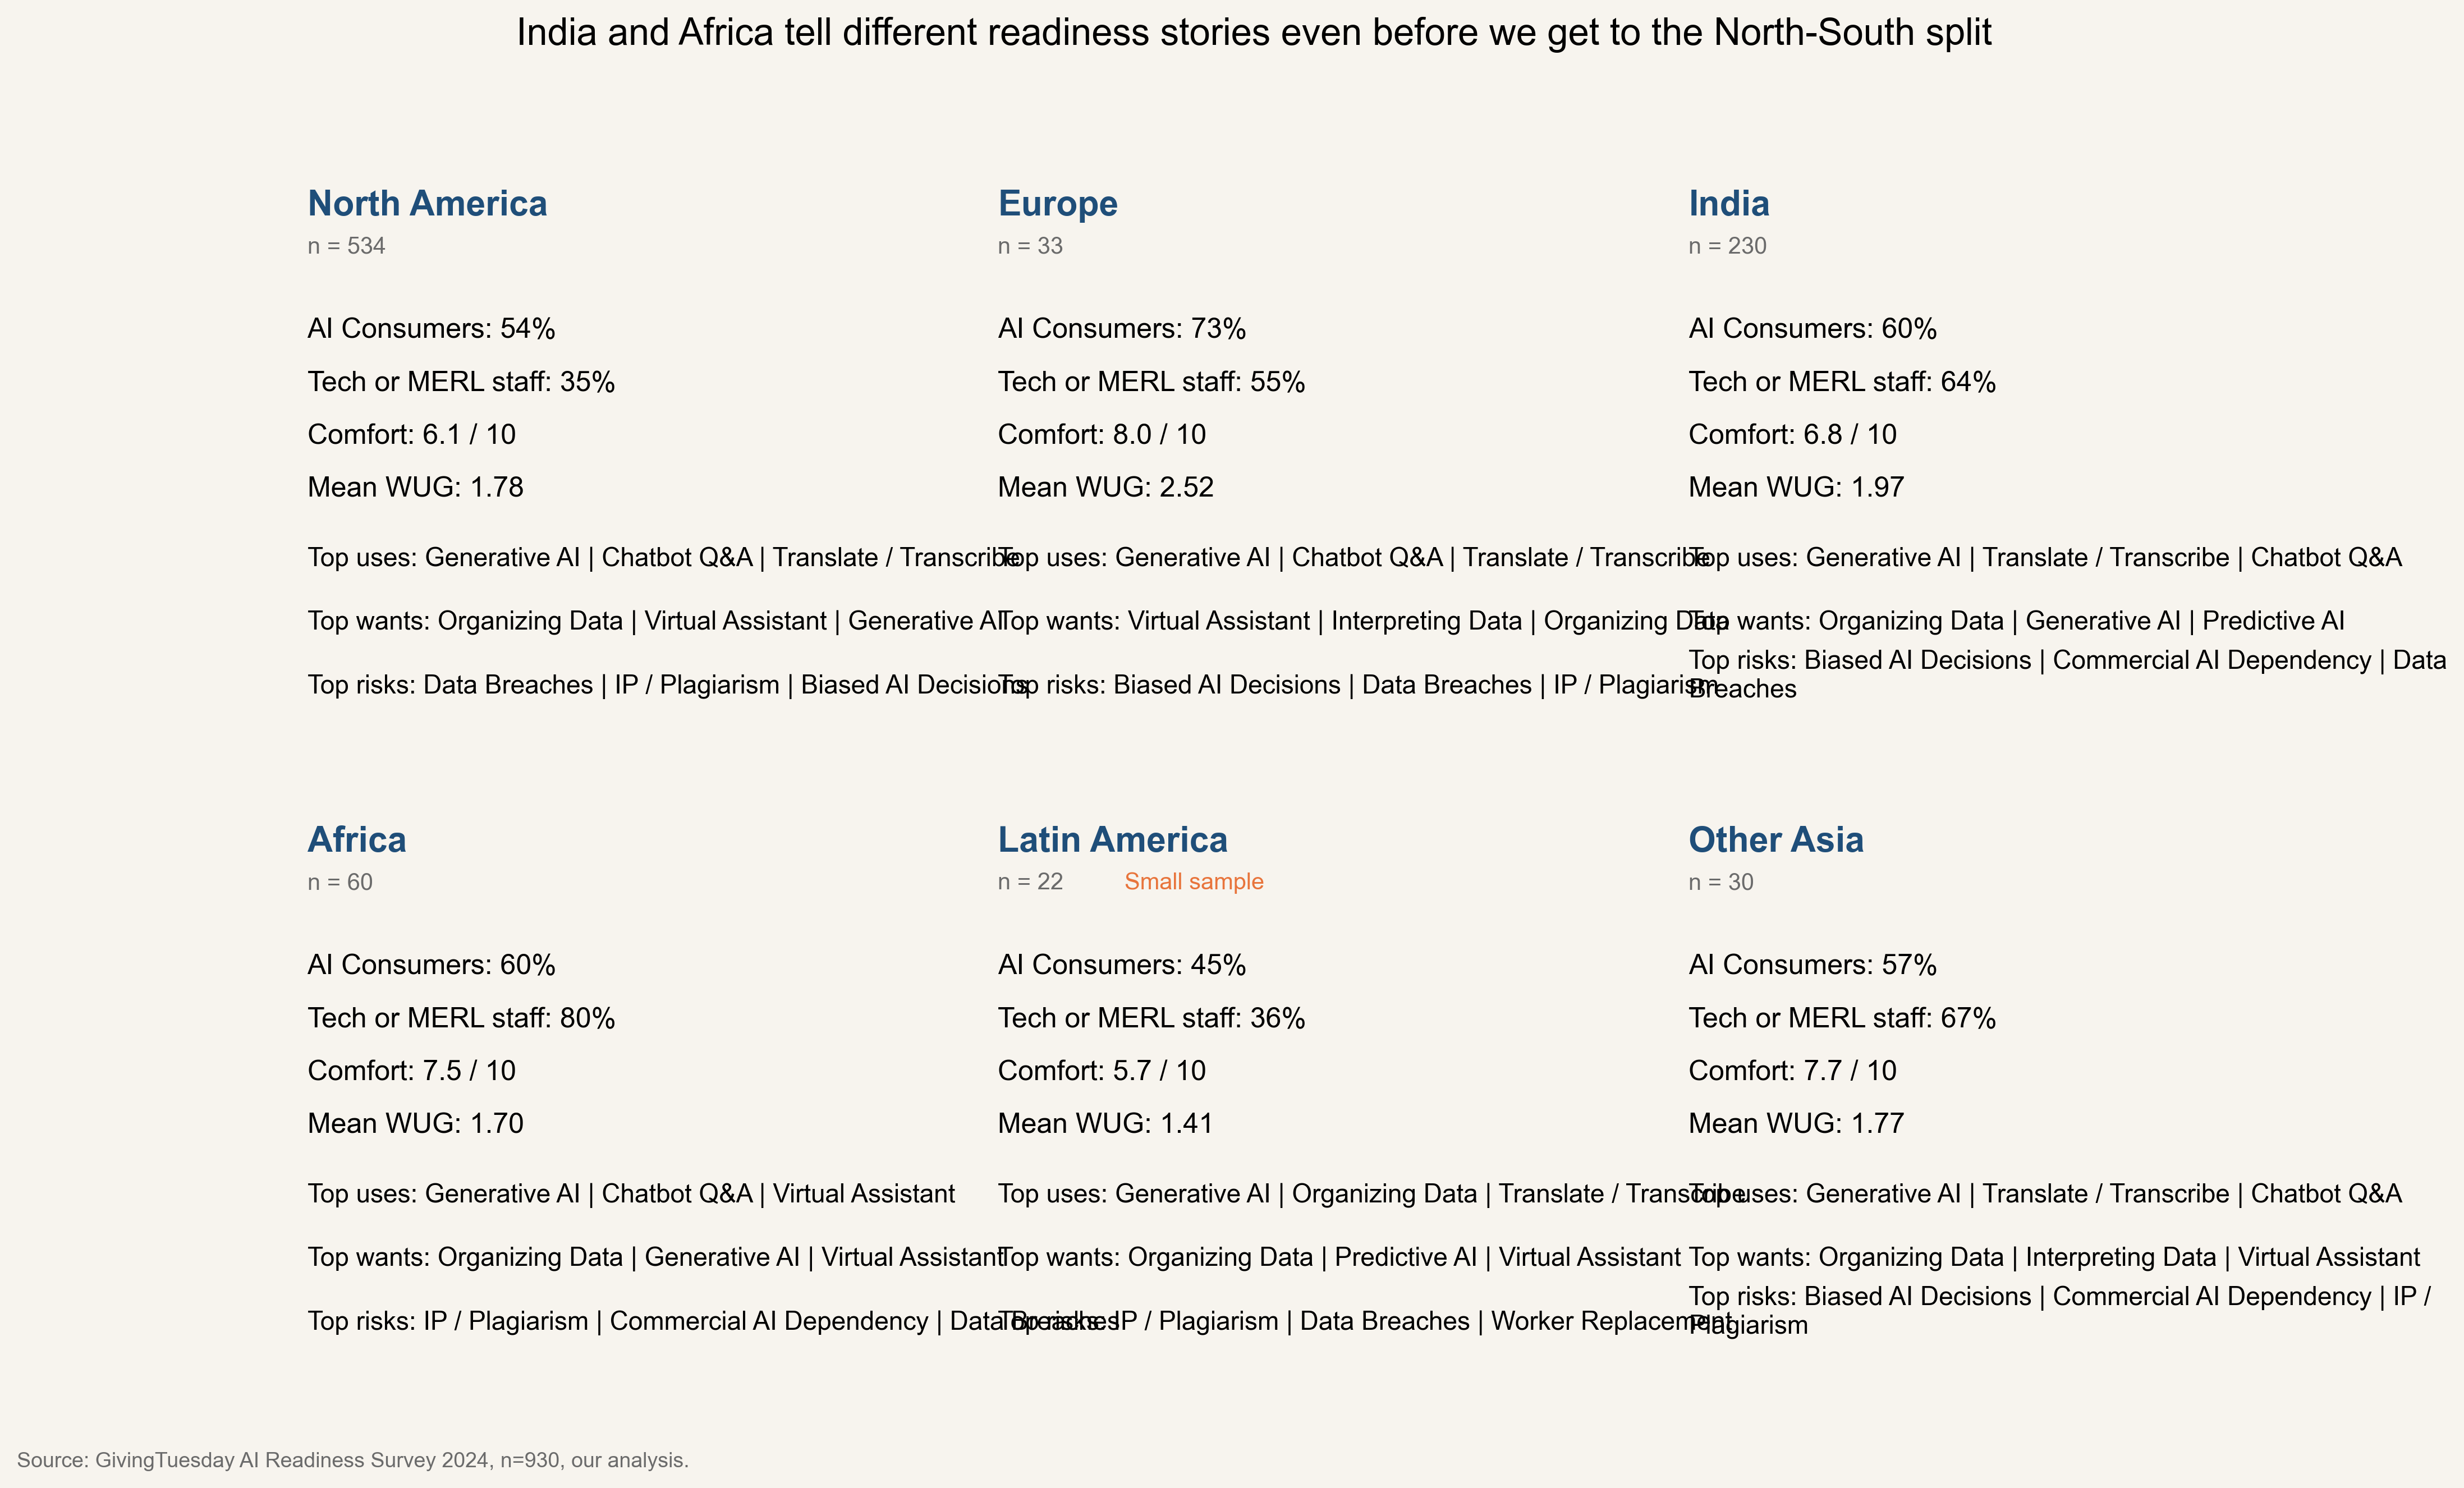 India and Africa tell different readiness stories even before we get to the North-South split
North America
n = 534
AI Consumers: 54%
Tech or MERL staff: 35%
Comfort: 6.1 / 10
Mean WUG: 1.78
Top uses: Generative AI | Chatbot Q&A | Translate / Transcribe
Top wants: Organizing Data | Virtual Assistant | Generative AI
Top risks: Data Breaches | IP / Plagiarism | Biased AI Decisions
Europe
n = 33
AI Consumers: 73%
Tech or MERL staff: 55%
Comfort: 8.0 / 10
Mean WUG: 2.52
Top uses: Generative AI | Chatbot Q&A | Translate / Transcribe
Top wants: Virtual Assistant | Interpreting Data | Organizing Data
Top risks: Biased AI Decisions | Data Breaches | IP / Plagiarism
India
n = 230
AI Consumers: 60%
Tech or MERL staff: 64%
Comfort: 6.8 / 10
Mean WUG: 1.97
Top uses: Generative AI | Translate / Transcribe | Chatbot Q&A
Top wants: Organizing Data | Generative AI | Predictive AI
Top risks: Biased AI Decisions | Commercial AI Dependency | Data
Breaches
Africa
n = 60
AI Consumers: 60%
Tech or MERL staff: 80%
Comfort: 7.5 / 10
Mean WUG: 1.70
Top uses: Generative AI | Chatbot Q&A | Virtual Assistant
Top wants: Organizing Data | Generative AI | Virtual Assistant
Top risks: IP / Plagiarism | Commercial AI Dependency | Data Breaches
Latin America
n = 22 Small sample
AI Consumers: 45%
Tech or MERL staff: 36%
Comfort: 5.7 / 10
Mean WUG: 1.41
Top uses: Generative AI | Organizing Data | Translate / Transcribe
Top wants: Organizing Data | Predictive AI | Virtual Assistant
Top risks: IP / Plagiarism | Data Breaches | Worker Replacement
Other Asia
n = 30
AI Consumers: 57%
Tech or MERL staff: 67%
Comfort: 7.7 / 10
Mean WUG: 1.77
Top uses: Generative AI | Translate / Transcribe | Chatbot Q&A
Top wants: Organizing Data | Interpreting Data | Virtual Assistant
Top risks: Biased AI Decisions | Commercial AI Dependency | IP /
Plagiarism
Source: GivingTuesday AI Readiness Survey 2024, n=930, our analysis.